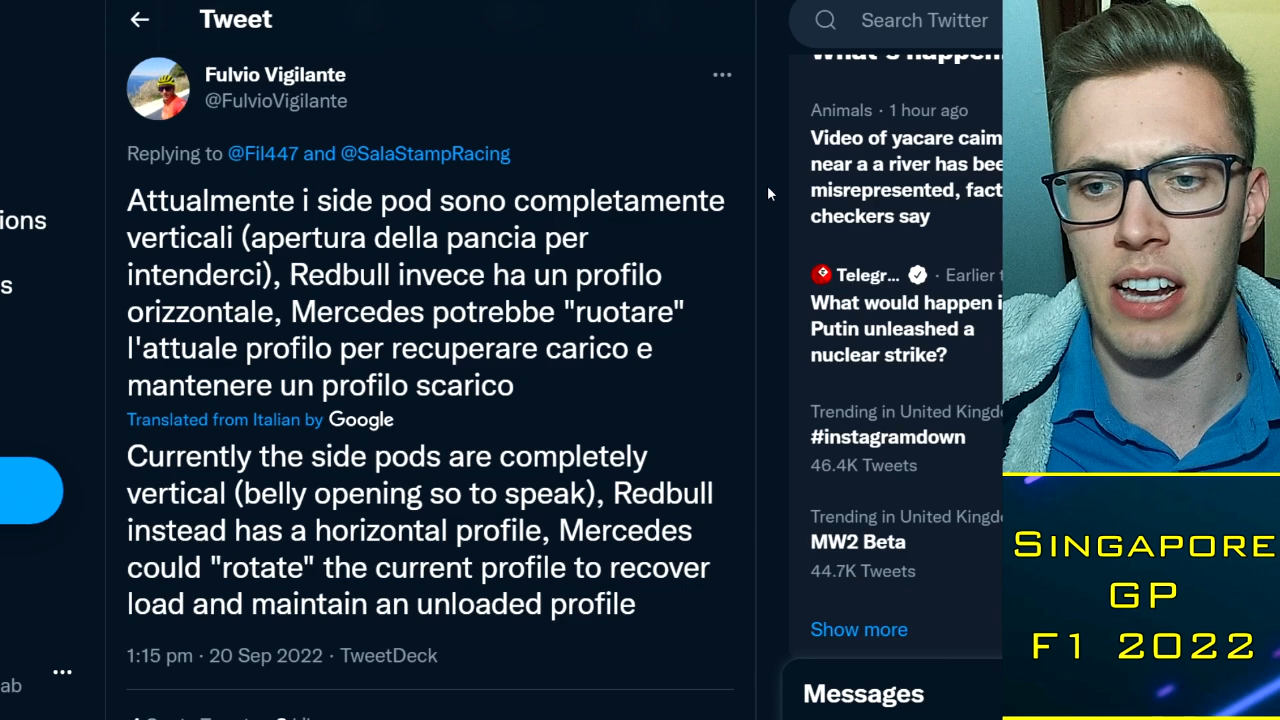 Tweet
Search Twitter
Fulvio Vigilante
@FulvioVigilante
Replying to @Fil447 and @SalaStampRacing
Attualmente i side pod sono completamente
verticali (apertura della pancia per
intenderci), Redbull invece ha un profilo
orizzontale, Mercedes potrebbe "ruotare"
l'attuale profilo per recuperare carico e
mantenere un profilo scarico
Translated from Italian by Google
Currently the side pods are completely
vertical (belly opening so to speak), Redbull
instead has a horizontal profile, Mercedes
could "rotate" the current profile to recover
load and maintain an unloaded profile
1:15 pm · 20 Sep 2022 · TweetDeck
ions
s
ab
Animals · 1 hour ago
Video of yacare caim
near a a river has bee
misrepresented, fact
checkers say
Telegr... · Earlier t
What would happen i
Putin unleashed a
nuclear strike?
Trending in United Kingdo
#instagramdown
46.4K Tweets
Trending in United Kingdo
MW2 Beta
44.7K Tweets
Show more
Messages
SINGAPORE
GP
F1 2022